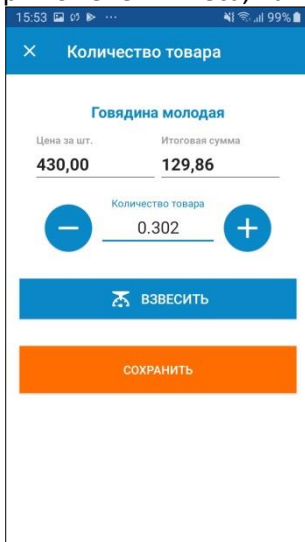 15:53 ... 99%
Количество товара
Говядина молодая
Цена за шт. Итоговая сумма
430,00 129,86
Количество товара
0.302
ВЗВЕСИТЬ
СОХРАНИТЬ